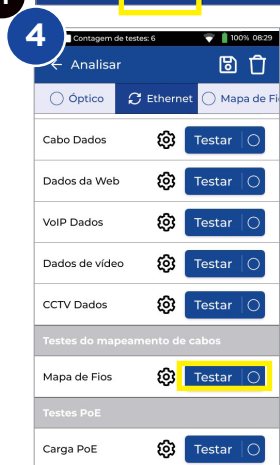 4
Contagem de testes: 6 100% 08:29
← Analisar
Óptico Ethernet Mapa de Fi
Cabo Dados Testar
Dados da Web Testar
VoIP Dados Testar
Dados de vídeo Testar
CCTV Dados Testar
Testes do mapeamento de cabos
Mapa de Fios Testar
Testes PoE
Carga PoE Testar